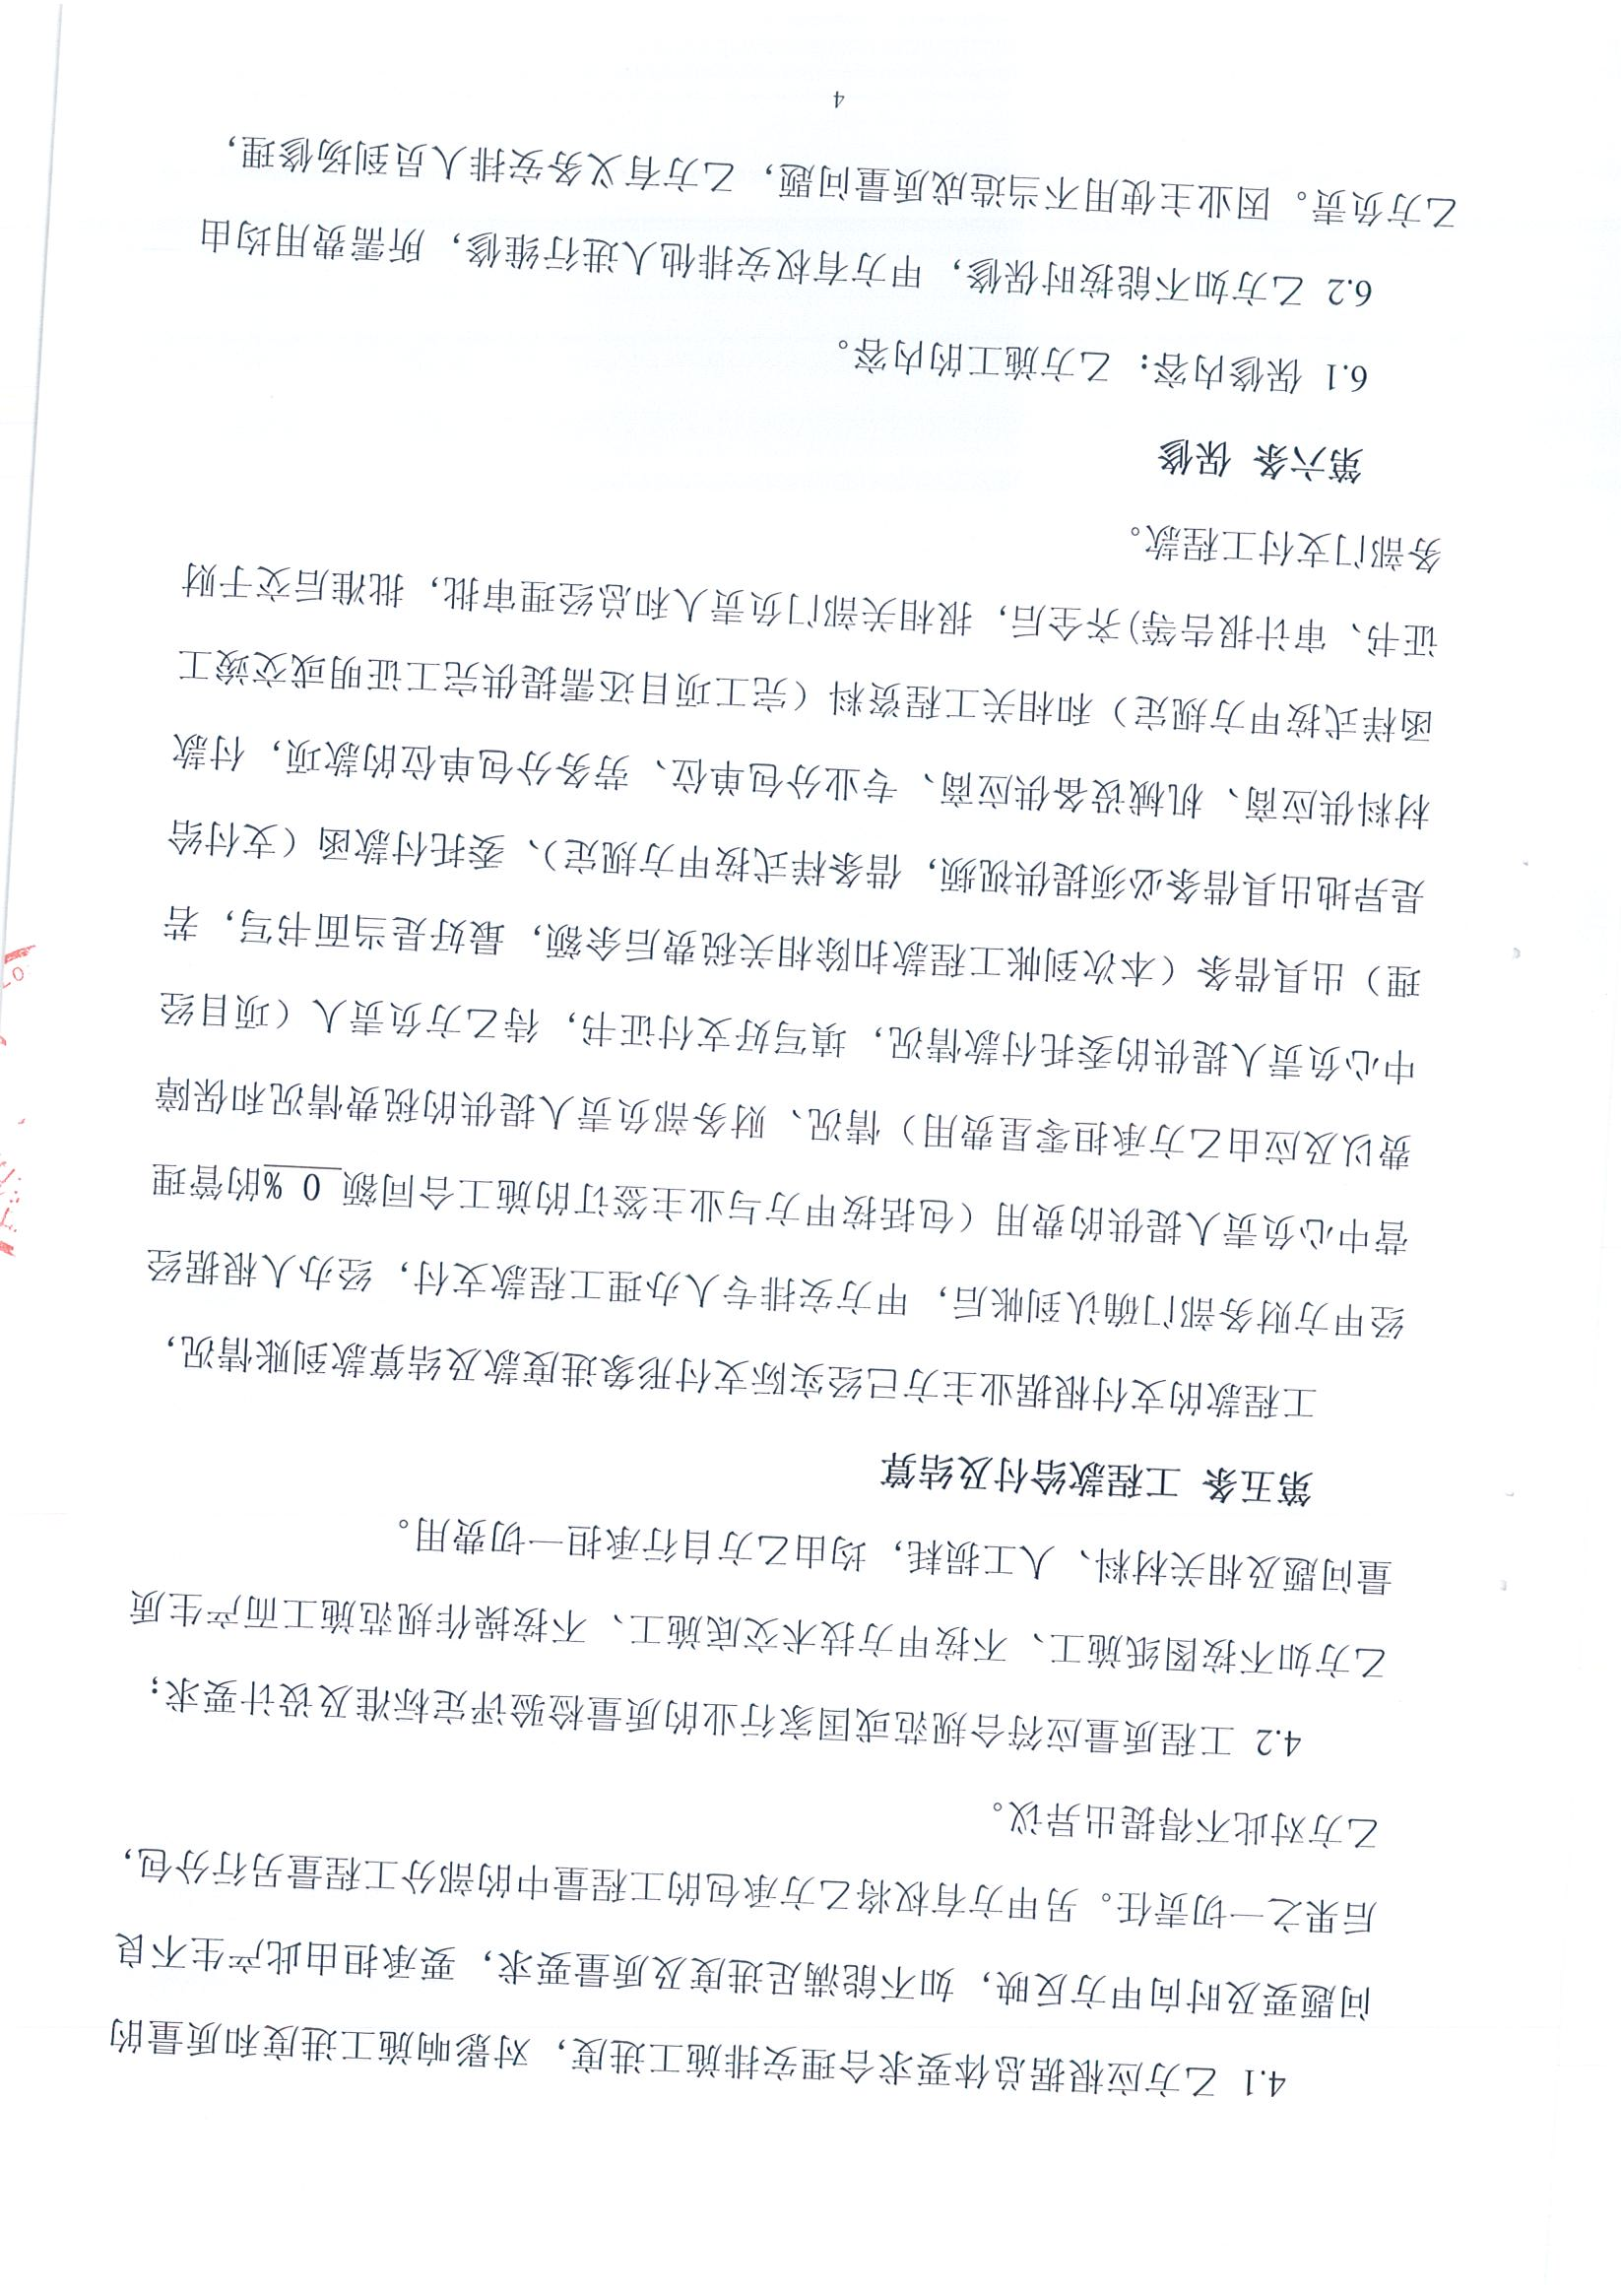 4.1 乙方应根据总体要求合理安排施工进度，对影响施工进度和质量的
问题要及时向甲方反映，如不能满足进度及质量要求，要承担由此产生不良
后果之一切责任。另甲方有权将乙方承包的工程量中的部分工程量另行分包，
乙方对此不得提出异议。
4.2 工程质量应符合规范或国家行业的质量检验评定标准及设计要求；
乙方如不按图纸施工、不按甲方技术交底施工、不按操作规范施工而产生质
量问题及相关材料、人工损耗，均由乙方自行承担一切费用。
第五条 工程款给付及结算
工程款的支付根据业主方已经实际支付形象进度款及结算款到账情况，
经甲方财务部门确认到帐后，甲方安排专人办理工程款支付，经办人根据经
营中心负责人提供的费用（包括按甲方与业主签订的施工合同额 0 %的管理
费以及应由乙方承担零星费用）情况、财务部负责人提供的税费情况和保障
中心负责人提供的委托付款情况，填写好支付证书，待乙方负责人（项目经
理）出具借条（本次到帐工程款扣除相关税费后余额，最好是当面书写，若
是异地出具借条必须提供视频，借条样式按甲方规定）、委托付款函（支付给
材料供应商、机械设备供应商、专业分包单位、劳务分包单位的款项，付款
函样式按甲方规定）和相关工程资料（完工项目还需提供完工证明或交竣工
证书、审计报告等)齐全后，报相关部门负责人和总经理审批，批准后交于财
务部门支付工程款。
第六条 保修
6.1 保修内容：乙方施工的内容。
6.2 乙方如不能按时保修，甲方有权安排他人进行维修，所需费用均由
乙方负责。因业主使用不当造成质量问题，乙方有义务安排人员到场修理，
4